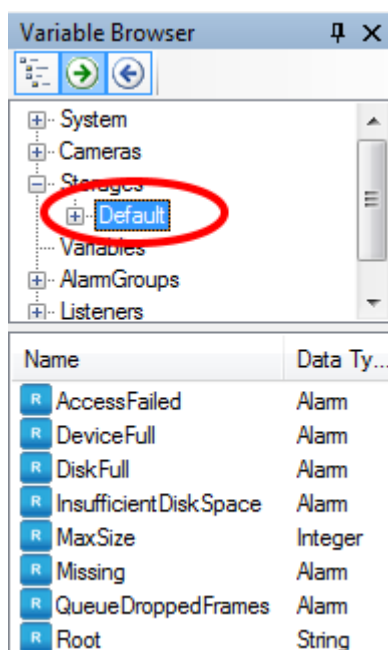 Variable Browser
System
Cameras
Storages
Default
Variables
AlarmGroups
Listeners
Name Data Ty...
R AccessFailed Alarm
R DeviceFull Alarm
R DiskFull Alarm
R InsufficientDiskSpace Alarm
R MaxSize Integer
R Missing Alarm
R QueueDroppedFrames Alarm
R Root String